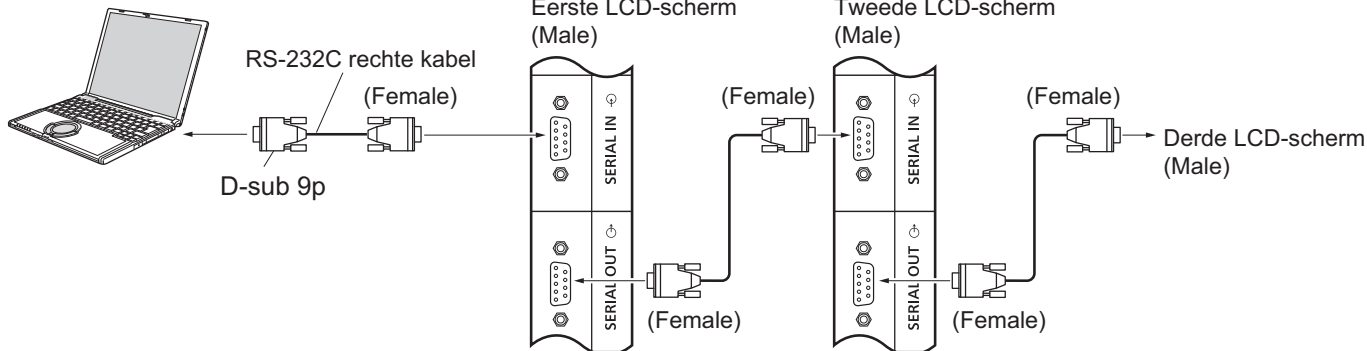 Eerste LCD-scherm
(Male)
Tweede LCD-scherm
(Male)
RS-232C rechte kabel
(Female)
(Female)
(Female)
D-sub 9p
SERIAL IN
SERIAL IN
Derde LCD-scherm
(Male)
SERIAL OUT
SERIAL OUT
(Female)
(Female)